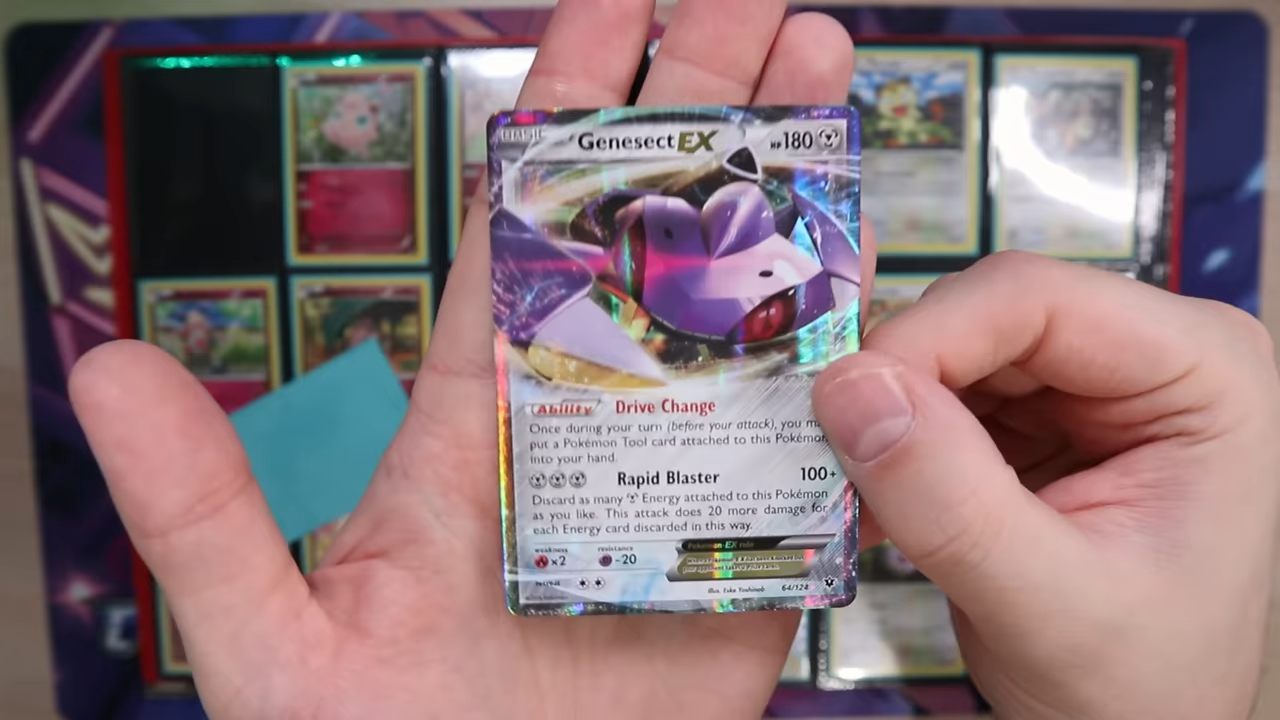 BASIC
Genesect EX
HP180
Ability Drive Change
Once during your turn (before your attack), you
put a Pokémon Tool card attached to this Pokémon
into your hand.
Rapid Blaster 100+
Discard as many Energy attached to this Pokémon
as you like. This attack does 20 more damage for
each Energy card discarded in this way.
weakness
×2
resistance
-20
Pokémon-EX rule
retreat
Illus. Eske Yoshinob
64/124